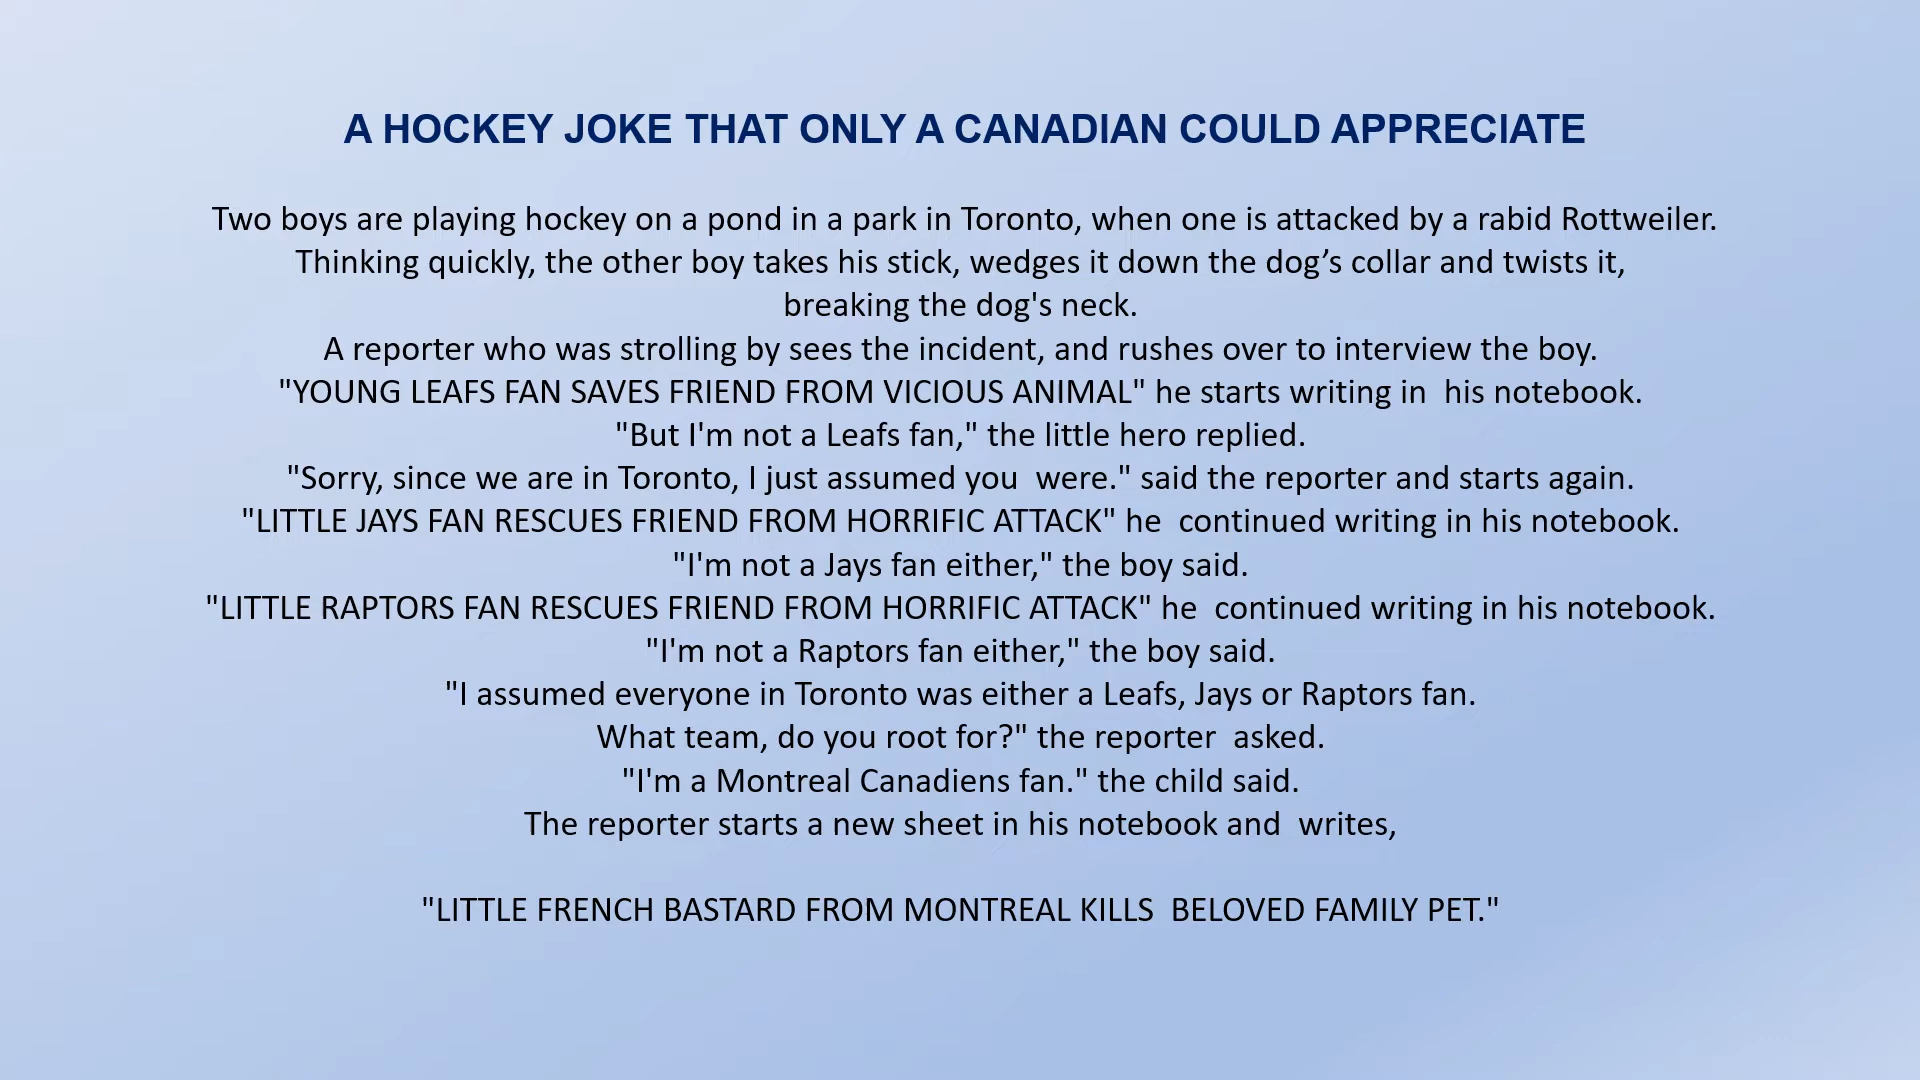 A HOCKEY JOKE THAT ONLY A CANADIAN COULD APPRECIATE
Two boys are playing hockey on a pond in a park in Toronto, when one is attacked by a rabid Rottweiler.
Thinking quickly, the other boy takes his stick, wedges it down the dog’s collar and twists it,
breaking the dog's neck.
A reporter who was strolling by sees the incident, and rushes over to interview the boy.
"YOUNG LEAFS FAN SAVES FRIEND FROM VICIOUS ANIMAL" he starts writing in  his notebook.
"But I'm not a Leafs fan," the little hero replied.
"Sorry, since we are in Toronto, I just assumed you  were." said the reporter and starts again.
"LITTLE JAYS FAN RESCUES FRIEND FROM HORRIFIC ATTACK" he  continued writing in his notebook.
"I'm not a Jays fan either," the boy said.
"LITTLE RAPTORS FAN RESCUES FRIEND FROM HORRIFIC ATTACK" he  continued writing in his notebook.
"I'm not a Raptors fan either," the boy said.
"I assumed everyone in Toronto was either a Leafs, Jays or Raptors fan.
What team, do you root for?" the reporter  asked.
"I'm a Montreal Canadiens fan." the child said.
The reporter starts a new sheet in his notebook and  writes,
"LITTLE FRENCH BASTARD FROM MONTREAL KILLS  BELOVED FAMILY PET."